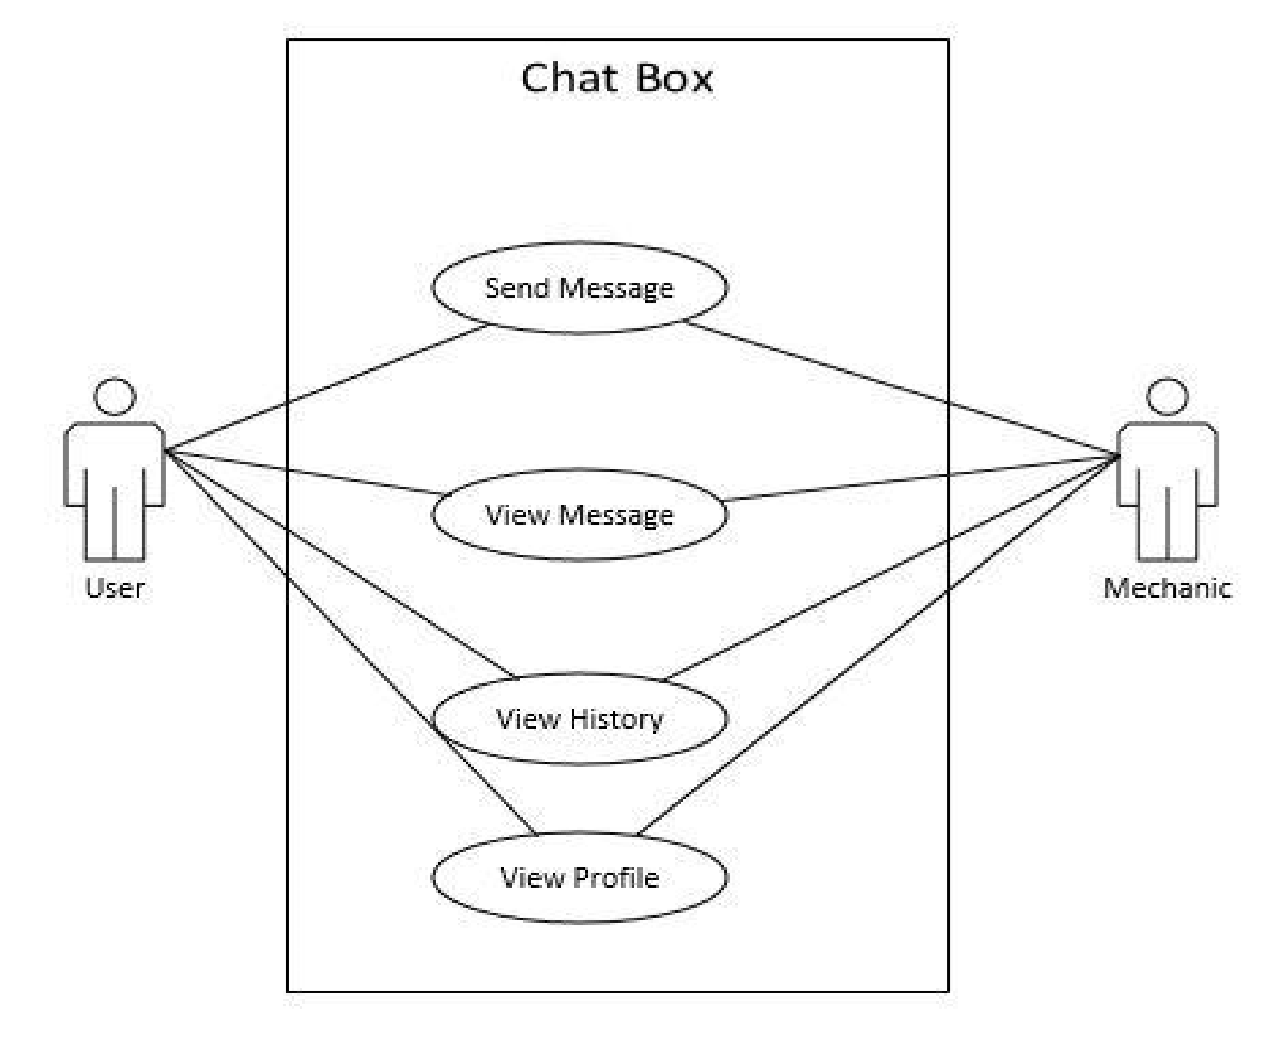 Chat Box
Send Message
View Message
User
Mechanic
View History
View Profile